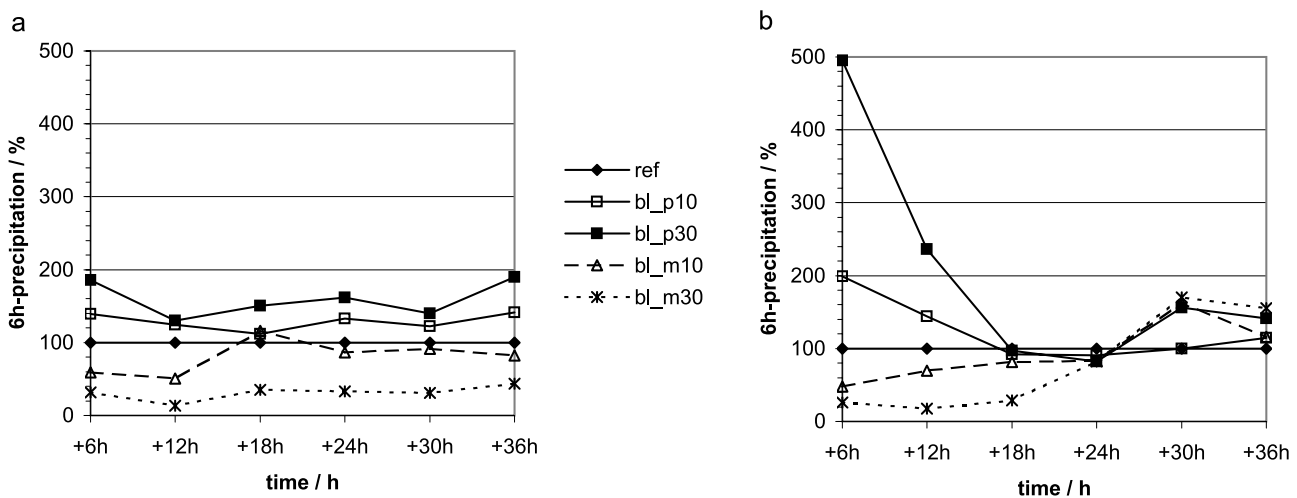 a
500
400
300
200
100
0
6h-precipitation / %
+6h +12h +18h +24h +30h +36h
time / h
ref
bl_p10
bl_p30
bl_m10
bl_m30
b
500
400
300
200
100
0
6h-precipitation / %
+6h +12h +18h +24h +30h +36h
time / h